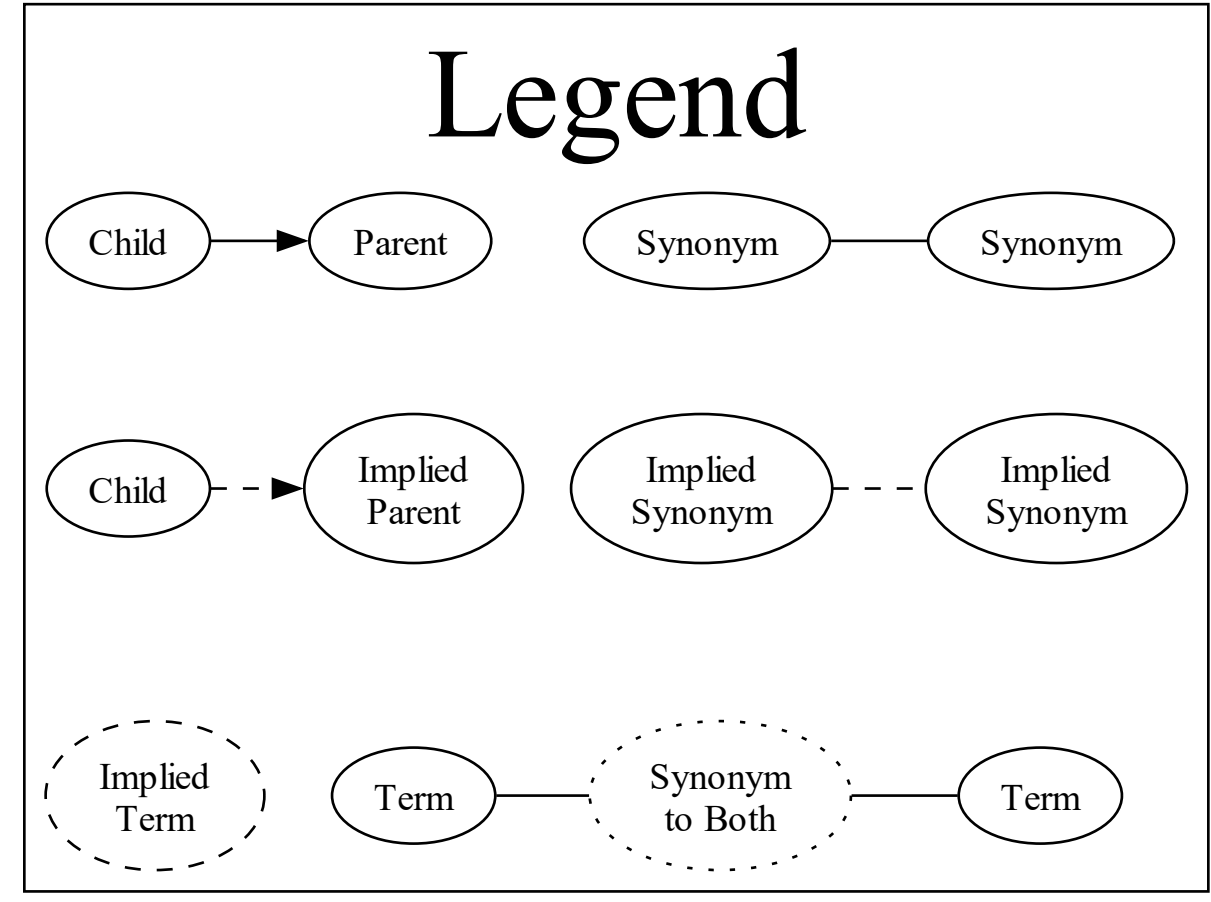 Legend
Child
Parent
Synonym
Synonym
Child
Implied
Parent
Implied
Synonym
Implied
Synonym
Implied
Term
Term
Synonym
to Both
Term